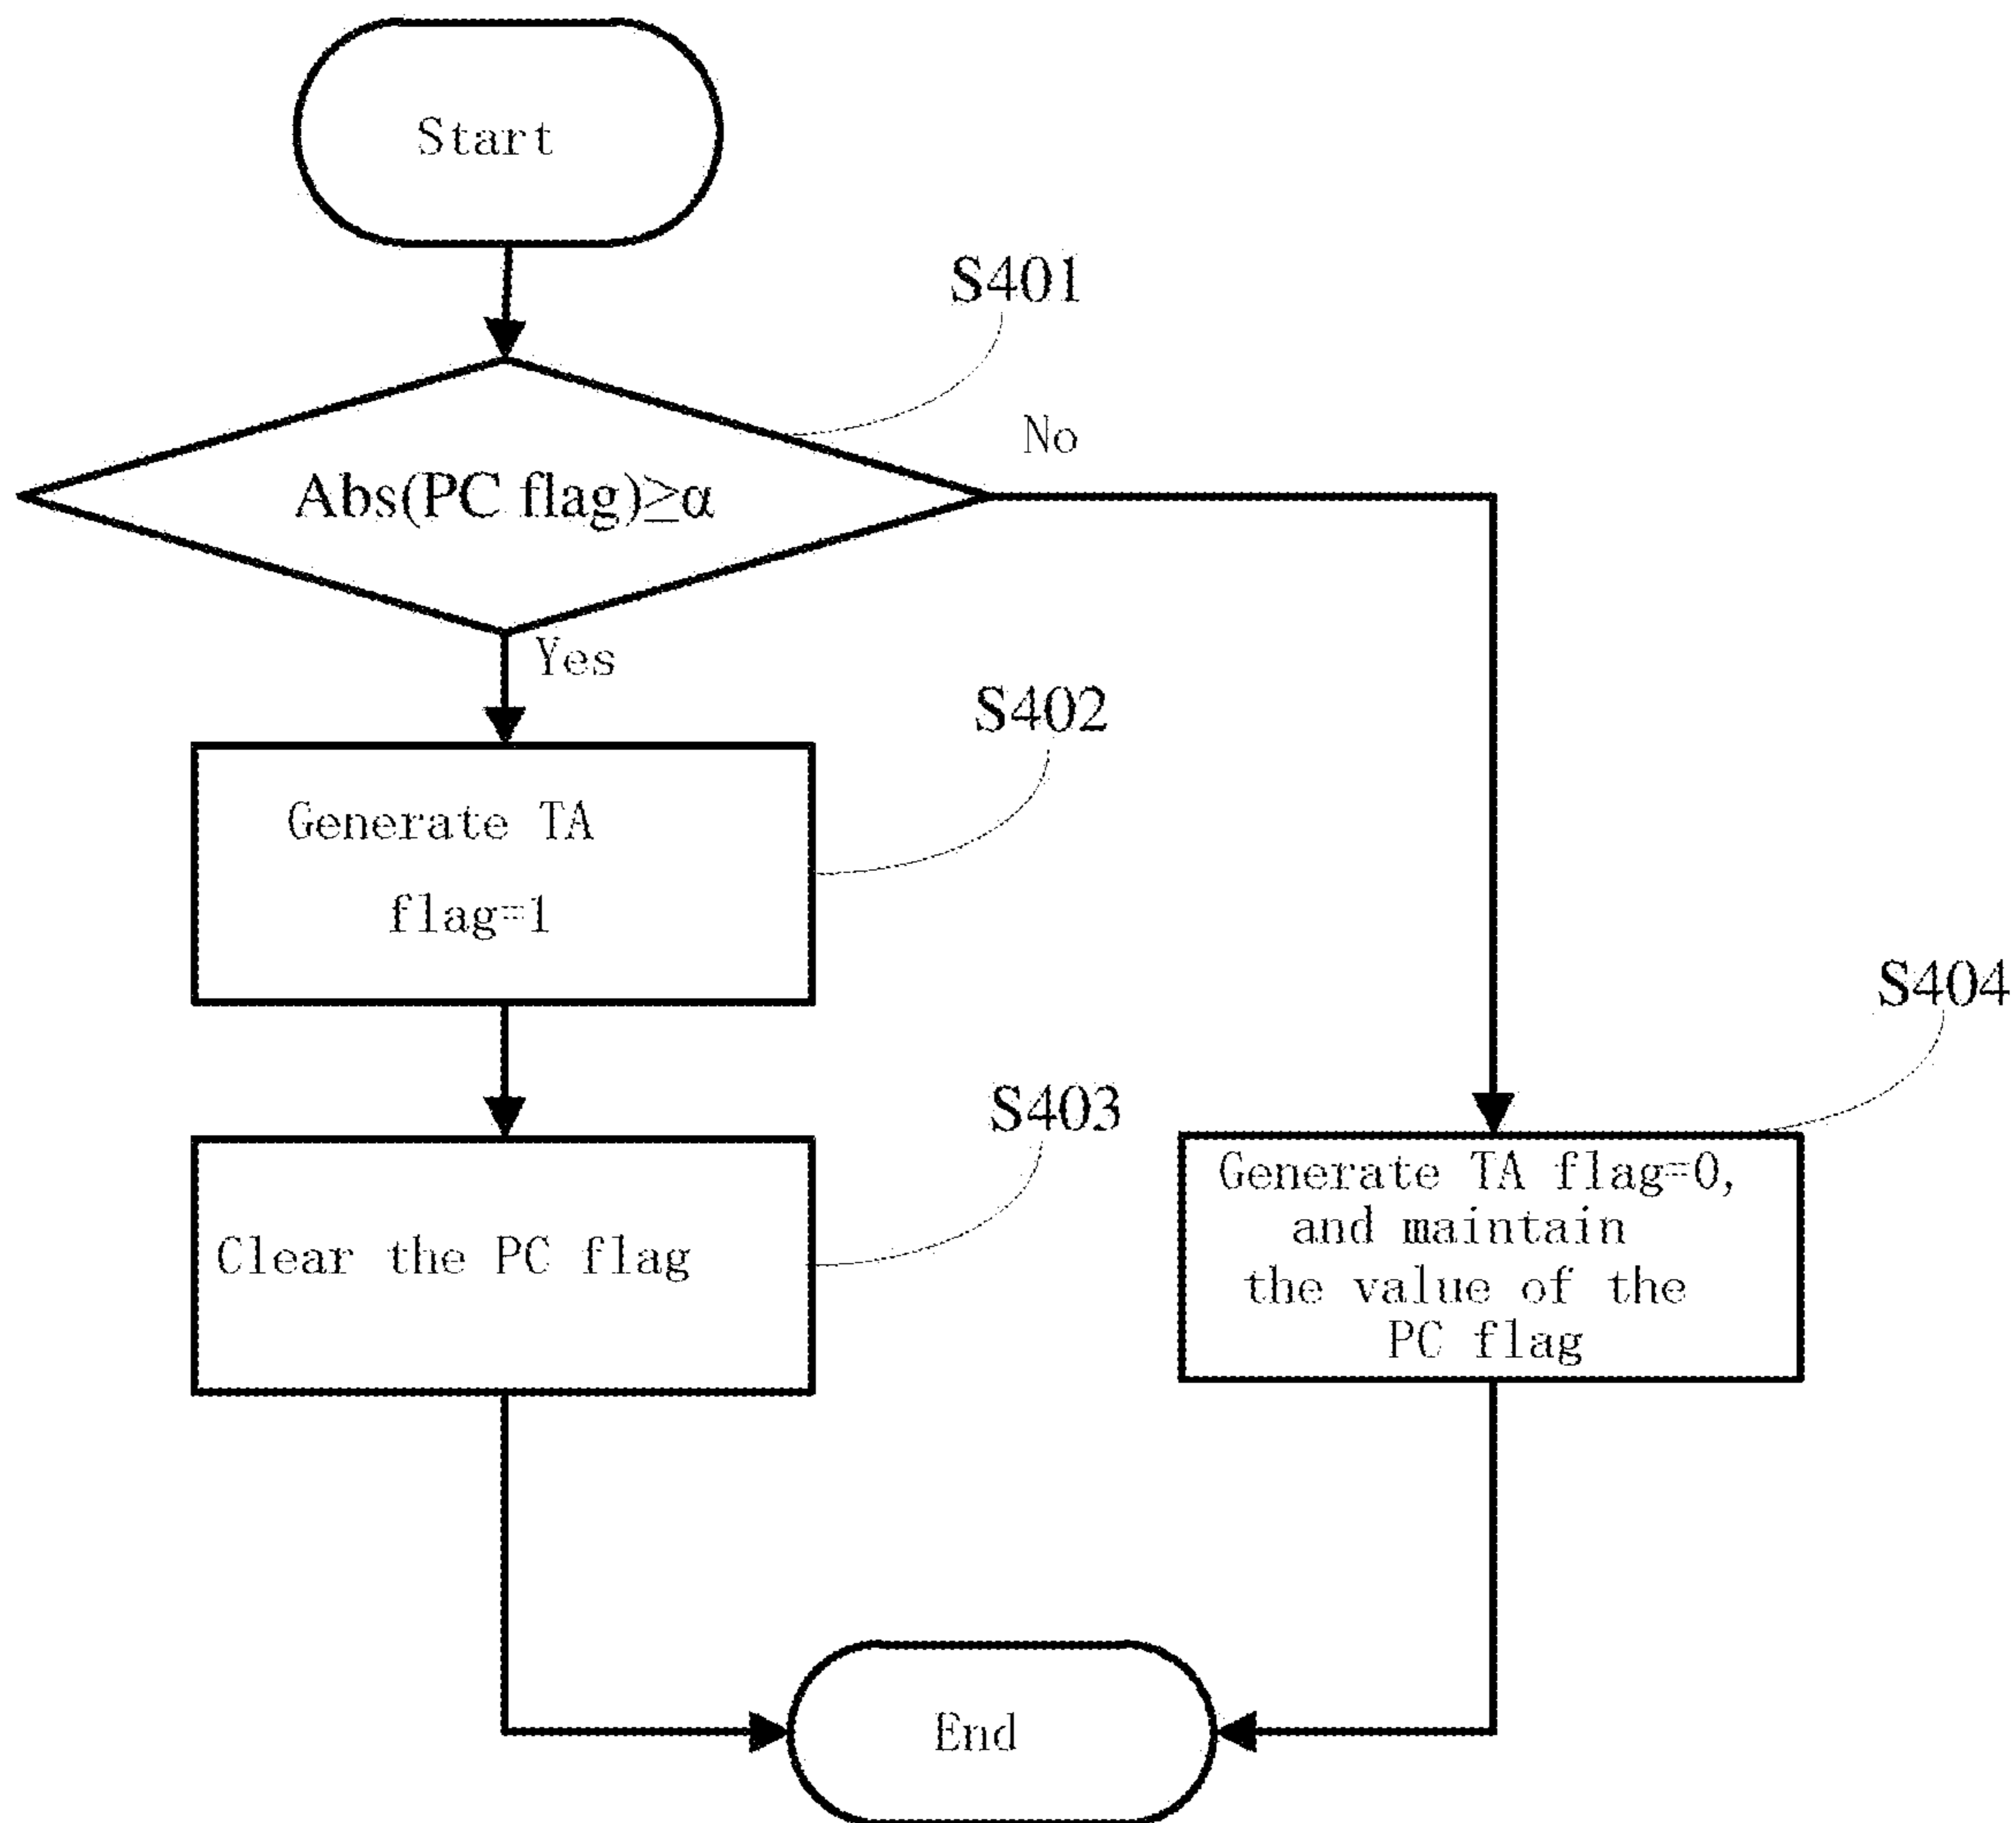 Start
S401
No
Abs(PC flag)≥α
Yes
S402
Generate TA
flag=1
S404
S403
Generate TA flag=0,
and maintain
the value of the
PC flag
Clear the PC flag
End